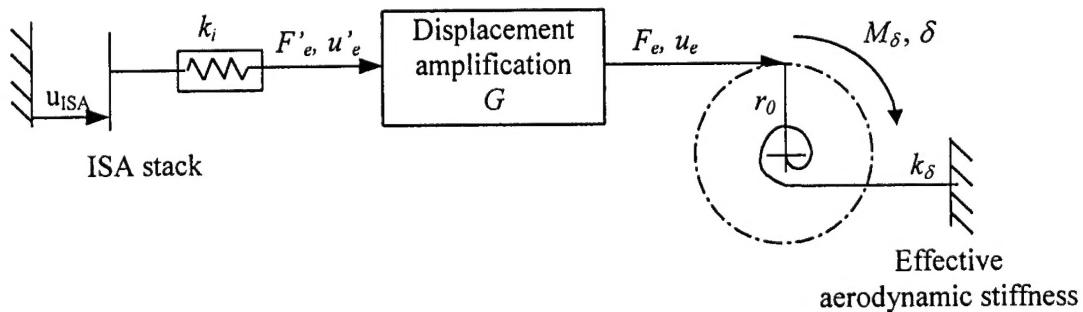 u_ISA
ISA stack
k_i
F'_e, u'_e
Displacement
amplification
G
F_e, u_e
r_0
M_δ, δ
k_δ
Effective
aerodynamic stiffness